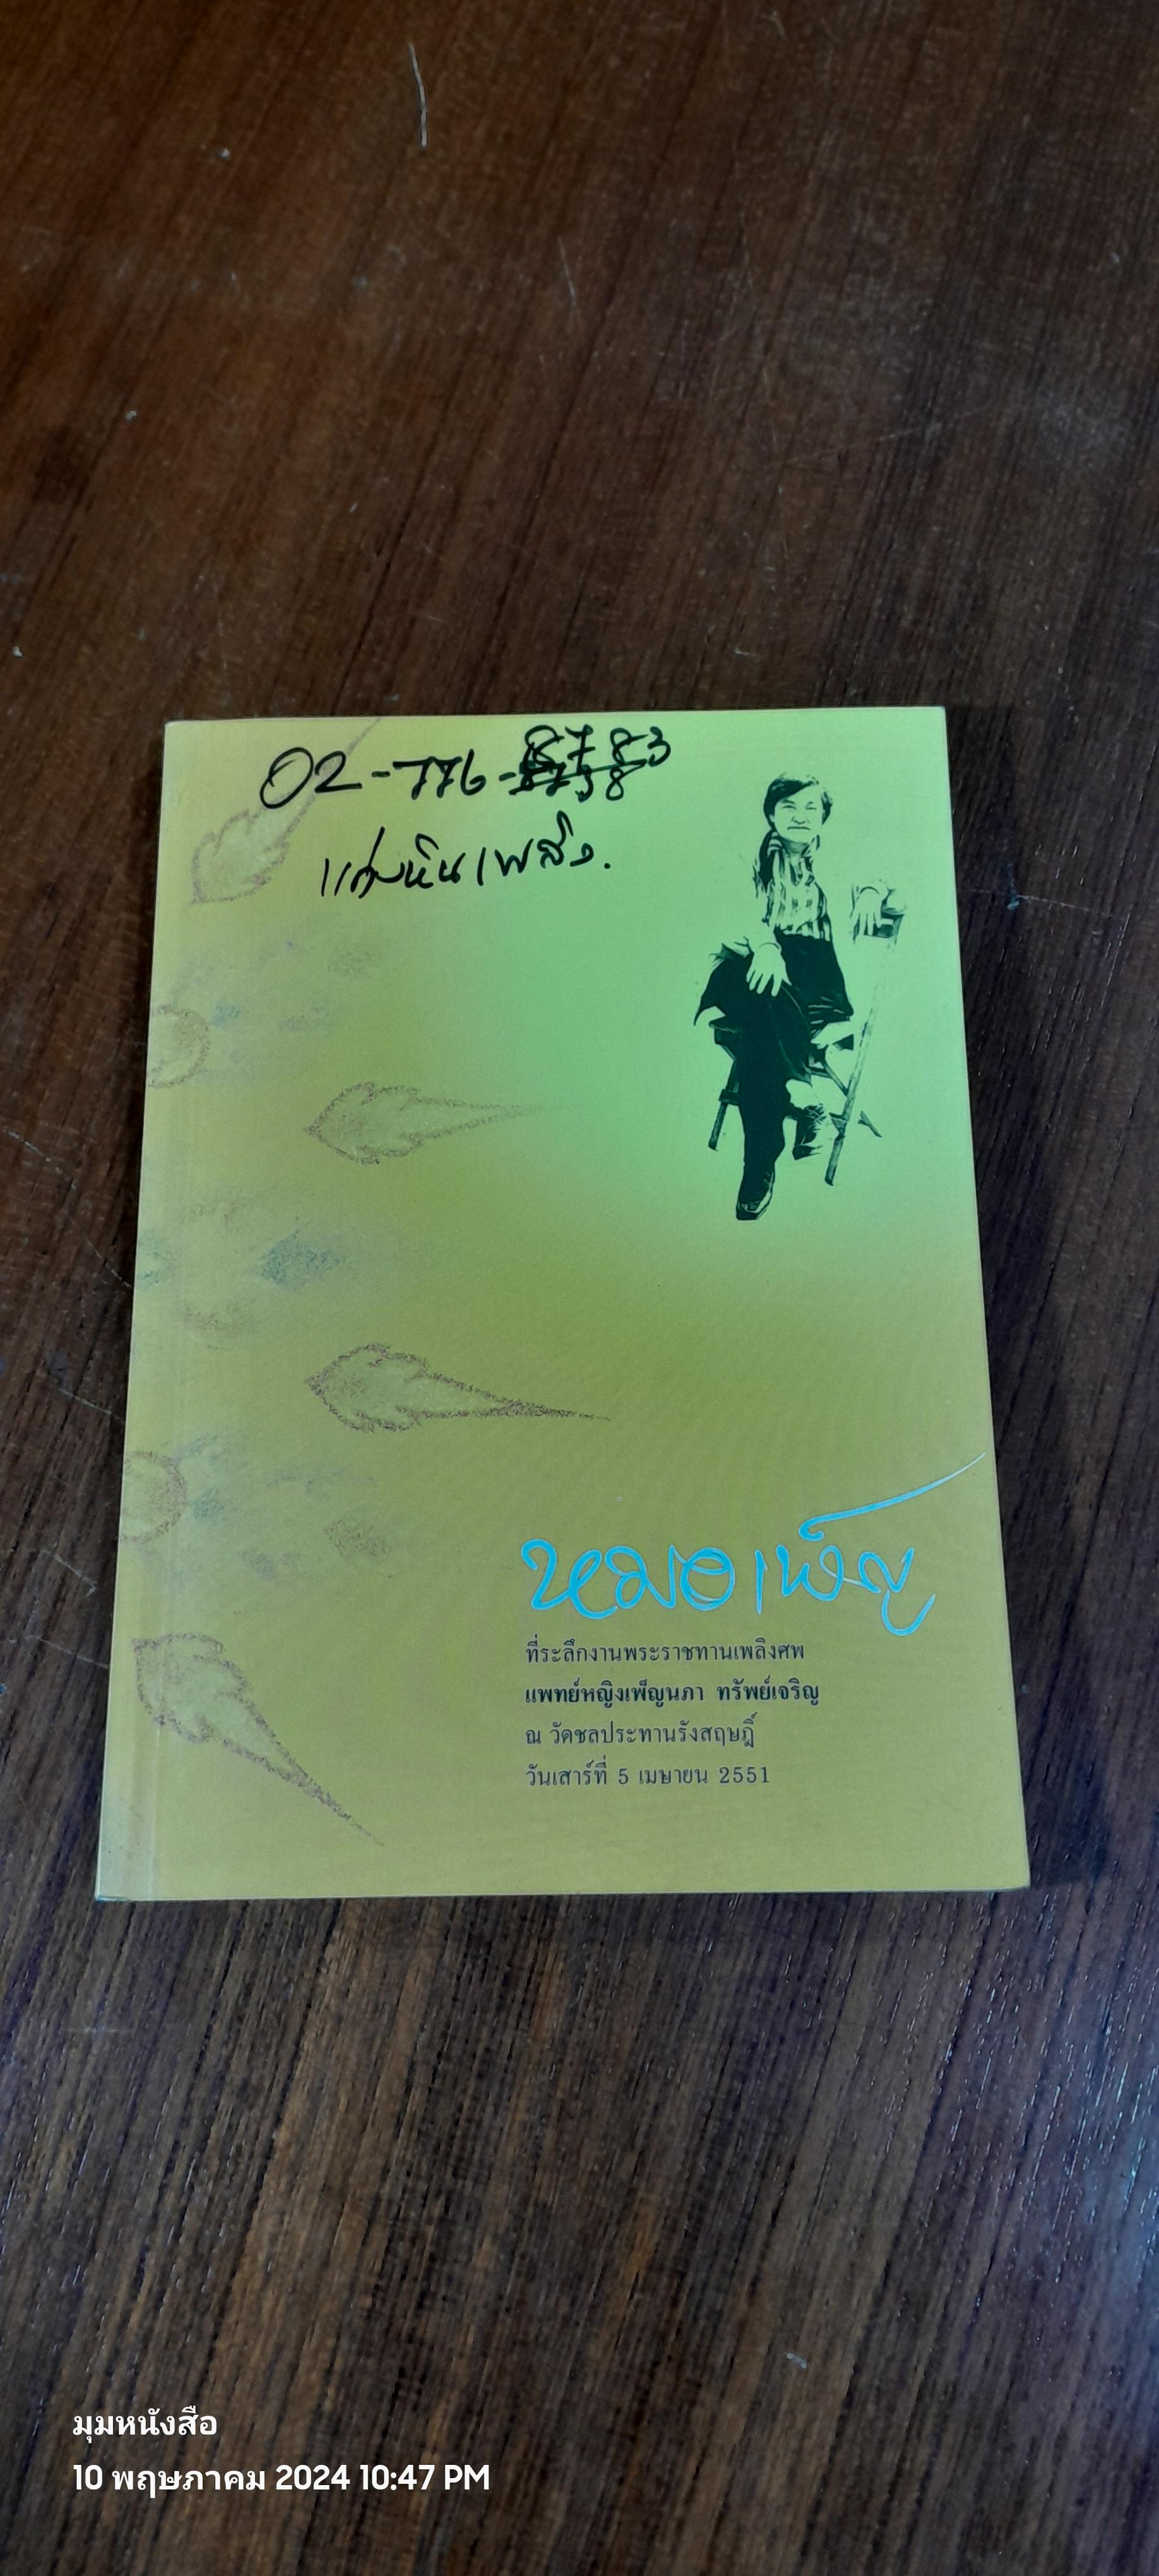 02-776-8783
แต่งหินเพลิง.
หมอเพ็ญ
ที่ระลึกงานพระราชทานเพลิงศพ
แพทย์หญิงเพ็ญนภา ทรัพย์เจริญ
ณ วัดชลประทานรังสฤษฎิ์
วันเสาร์ที่ 5 เมษายน 2551
มุมหนังสือ
10 พฤษภาคม 2024 10:47 PM